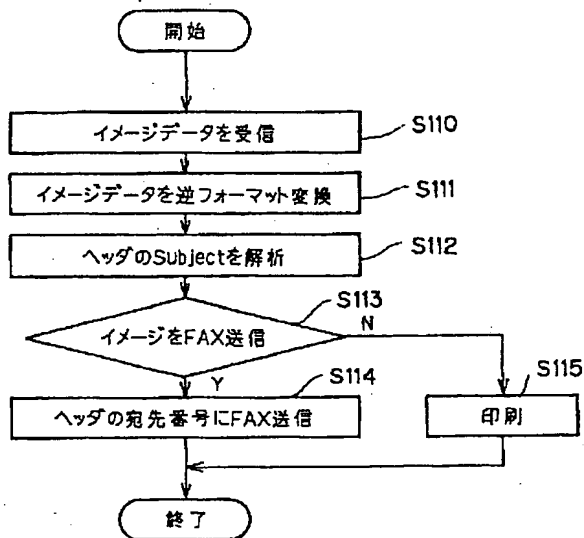 開始
イメージデータを受信
S110
イメージデータを逆フォーマット変換
S111
ヘッダのSubjectを解析
S112
イメージをFAX送信
S113
N
Y
ヘッダの宛先番号にFAX送信
S114
印刷
S115
終了